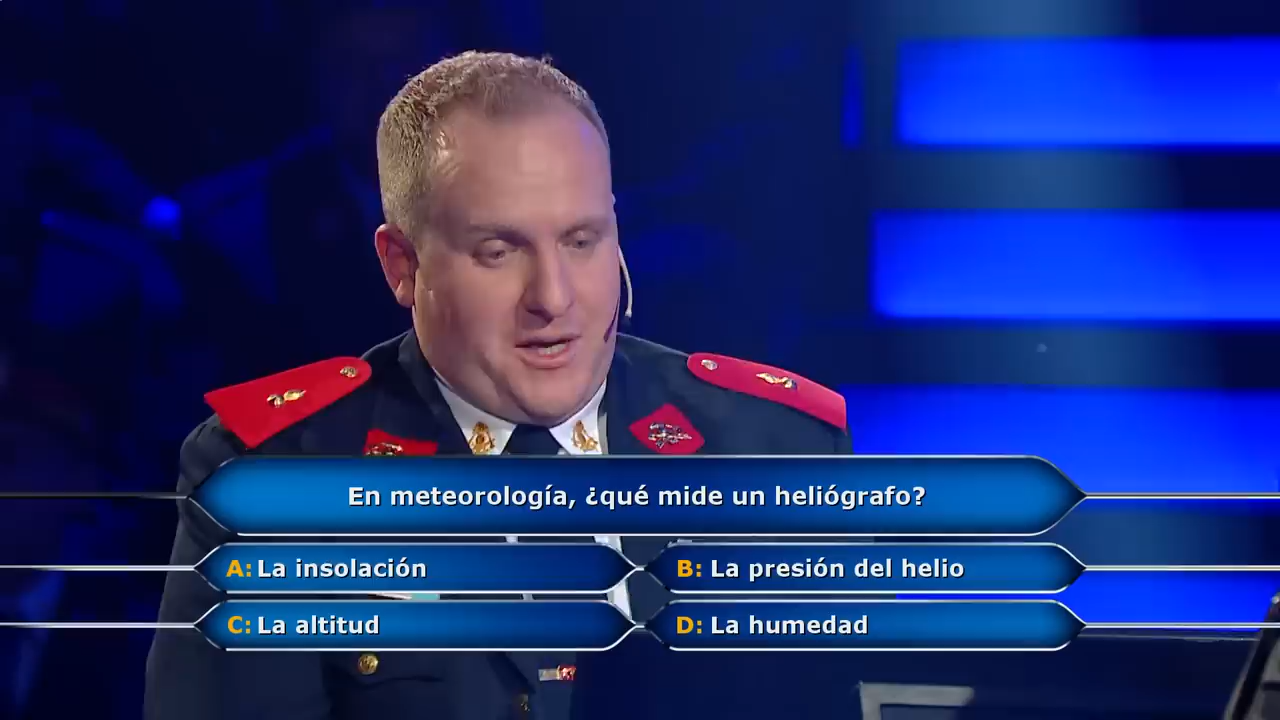 En meteorología, ¿qué mide un heliógrafo?
A: La insolación
B: La presión del helio
C: La altitud
D: La humedad